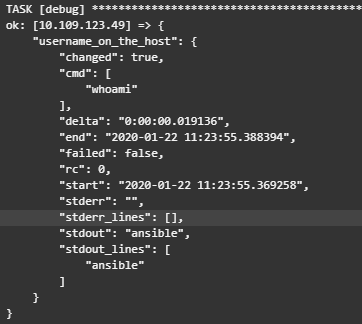 TASK [debug] ******************************************
ok: [10.109.123.49] => {
    "username_on_the_host": {
        "changed": true,
        "cmd": [
            "whoami"
        ],
        "delta": "0:00:00.019136",
        "end": "2020-01-22 11:23:55.388394",
        "failed": false,
        "rc": 0,
        "start": "2020-01-22 11:23:55.369258",
        "stderr": "",
        "stderr_lines": [],
        "stdout": "ansible",
        "stdout_lines": [
            "ansible"
        ]
    }
}